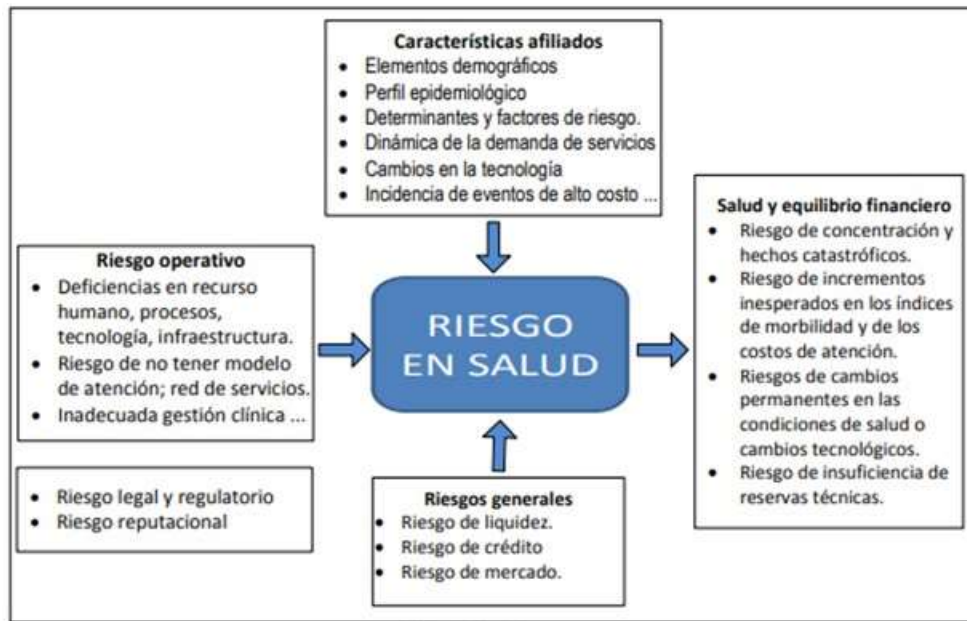 Características afiliados
• Elementos demográficos
• Perfil epidemiológico
• Determinantes y factores de riesgo.
• Dinámica de la demanda de servicios
• Cambios en la tecnología
• Incidencia de eventos de alto costo ...
Riesgo operativo
• Deficiencias en recurso
humano, procesos,
tecnología, infraestructura.
• Riesgo de no tener modelo
de atención; red de servicios.
• Inadecuada gestión clínica ...
• Riesgo legal y regulatorio
• Riesgo reputacional
RIESGO
EN SALUD
Riesgos generales
• Riesgo de liquidez.
• Riesgo de crédito
• Riesgo de mercado.
Salud y equilibrio financiero
• Riesgo de concentración y
hechos catastróficos.
• Riesgo de incrementos
inesperados en los índices
de morbilidad y de los
costos de atención.
• Riesgos de cambios
permanentes en las
condiciones de salud o
cambios tecnológicos.
• Riesgo de insuficiencia de
reservas técnicas.